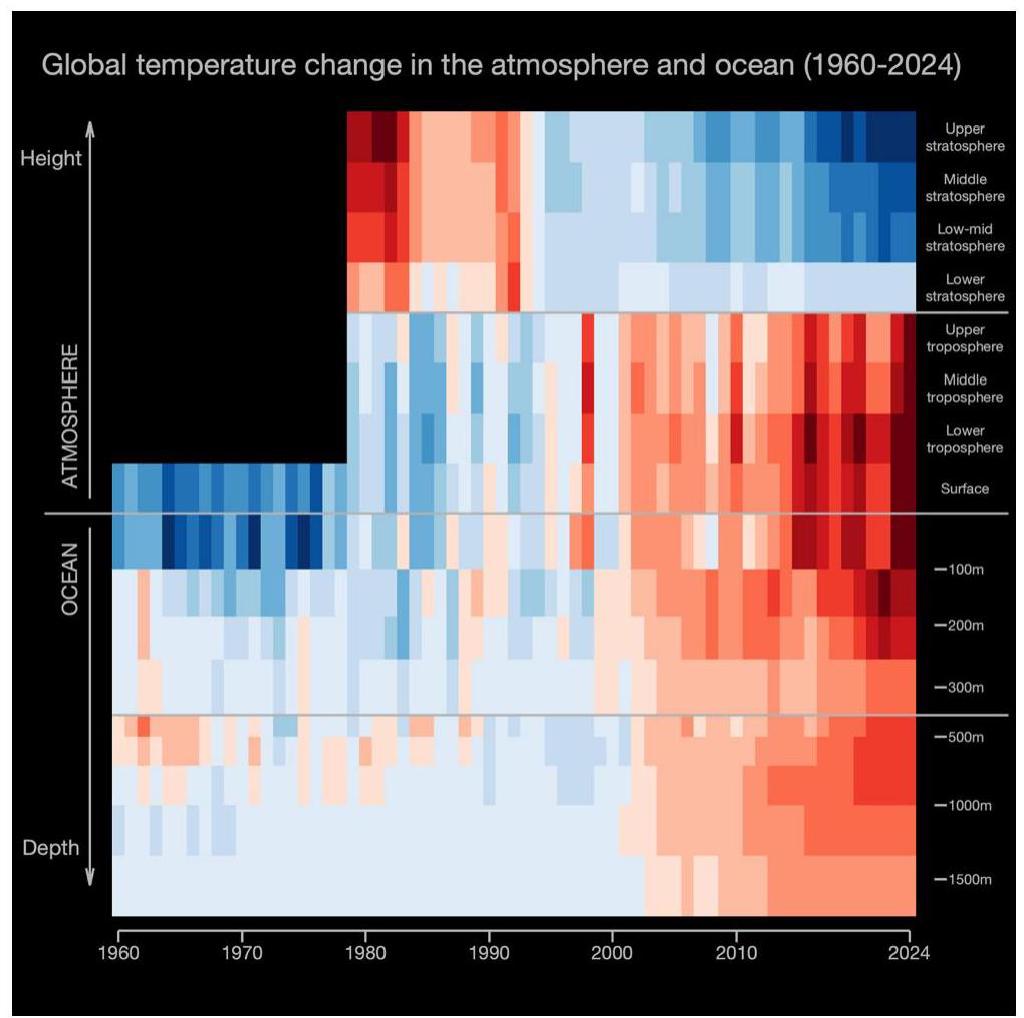 Global temperature change in the atmosphere and ocean (1960-2024)
Height
ATMOSPHERE
OCEAN
Depth
Upper
stratosphere
Middle
stratosphere
Low-mid
stratosphere
Lower
stratosphere
Upper
troposphere
Middle
troposphere
Lower
troposphere
Surface
100m
200m
300m
500m
1000m
1500m
1960 1970 1980 1990 2000 2010 2024